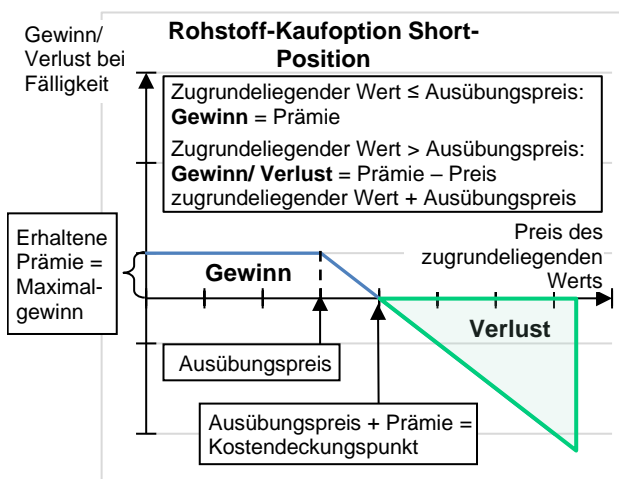 Gewinn/
Verlust bei
Fälligkeit
Rohstoff-Kaufoption Short-
Position
Zugrundeliegender Wert ≤ Ausübungspreis:
Gewinn = Prämie
Zugrundeliegender Wert > Ausübungspreis:
Gewinn/ Verlust = Prämie – Preis
zugrundeliegender Wert + Ausübungspreis
Erhaltene
Prämie =
Maximal-
gewinn
Gewinn
Preis des
zugrundeliegenden
Werts
Verlust
Ausübungspreis
Ausübungspreis + Prämie =
Kostendeckungspunkt